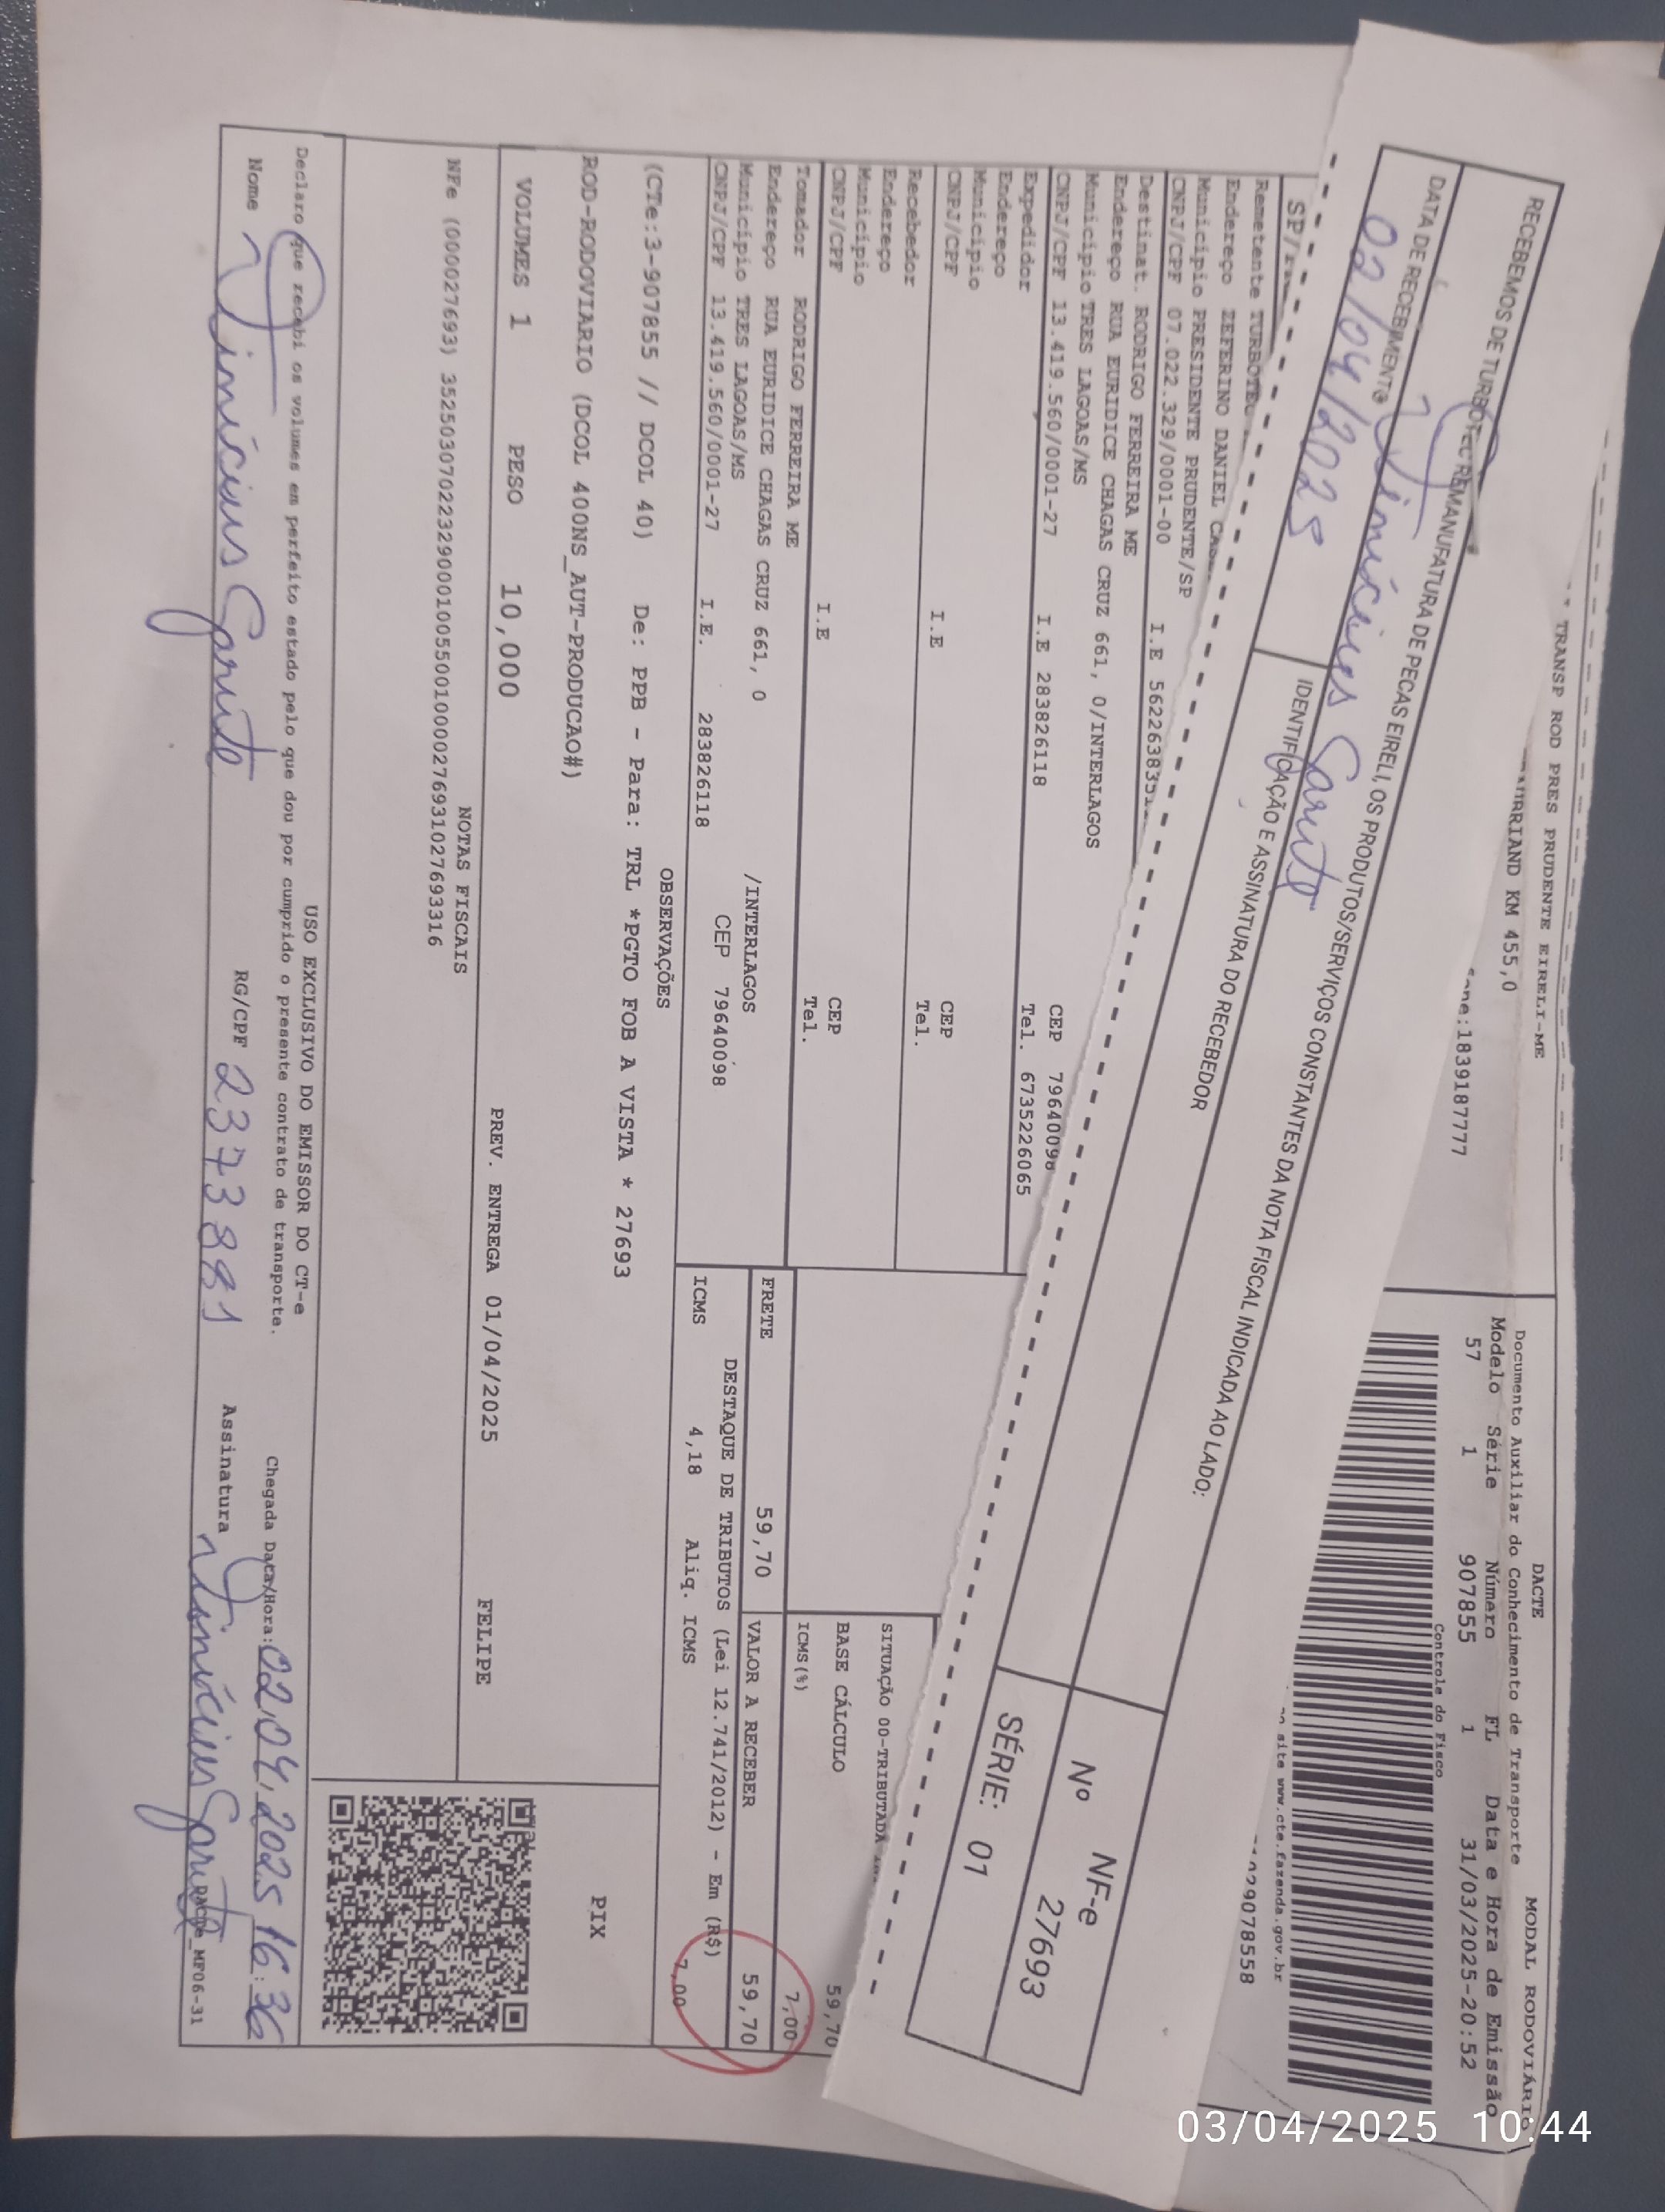 TRANSP ROD PRES PRUDENTE EIRELI-ME
KM 455,0
:1839187777
DACTE
MODAL RODOVIÁRIO
Documento Auxiliar do Conhecimento de Transporte
Modelo Série Número FL Data e Hora de Emissão
57 1 907855 1 31/03/2025-20:52
Controle do Fisco
site www.cte.fazenda.gov.br
RECEBEMOS DE TURBOTEC REMANUFATURA DE PECAS EIRELI, OS PRODUTOS/SERVIÇOS CONSTANTES DA NOTA FISCAL INDICADA AO LADO:
DATA DE RECEBIMENTO
02/04/2025
IDENTIFICAÇÃO E ASSINATURA DO RECEBEDOR
Vinícius Garuto
NF-e
Nº 27693
SÉRIE: 01
Remetente
Endereço ZEFERINO DANIEL
Município PRESIDENTE PRUDENTE/SP
CNPJ/CPF 07.022.329/0001-00 I.E
Destinat. RODRIGO FERREIRA ME
Endereço RUA EURIDICE CHAGAS CRUZ 661, 0/INTERLAGOS
Município TRES LAGOAS/MS CEP 79640098
CNPJ/CPF 13.419.560/0001-27 I.E 283826118 Tel. 6735226065
Expedidor
Endereço
Município CEP
CNPJ/CPF I.E Tel.
Recebedor
Endereço
Município CEP
CNPJ/CPF I.E Tel.
SITUAÇÃO 00-TRIBUTADA
BASE CÁLCULO 59,70
ICMS(%) 7,00
Tomador RODRIGO FERREIRA ME
Endereço RUA EURIDICE CHAGAS CRUZ 661, 0 /INTERLAGOS
Município TRES LAGOAS/MS CEP 79640098
CNPJ/CPF 13.419.560/0001-27 I.E. 283826118
FRETE 59,70 VALOR A RECEBER 59,70
DESTAQUE DE TRIBUTOS (Lei 12.741/2012) - Em (R$)
ICMS 4,18 Aliq. ICMS 7,00
OBSERVAÇÕES
(CTe:3-907855 // DCOL 40) De: PPB - Para: TRL *PGTO FOB A VISTA * 27693
ROD-RODOVIARIO (DCOL 400NS_AUT-PRODUCAO#)
PIX
VOLUMES 1 PESO 10,000 PREV. ENTREGA 01/04/2025 FELIPE
NOTAS FISCAIS
NFe (000027693) 35250307022329000100550010000276931027693316
USO EXCLUSIVO DO EMISSOR DO CT-e
Declaro que recebi os volumes em perfeito estado pelo que dou por cumprido o presente contrato de transporte.
Chegada Data/Hora: 02,04,2025 16:36
Nome Vinícius Garuto RG/CPF 2373881 Assinatura Vinícius Garuto
DACTE_MF06-31
03/04/2025 10:44